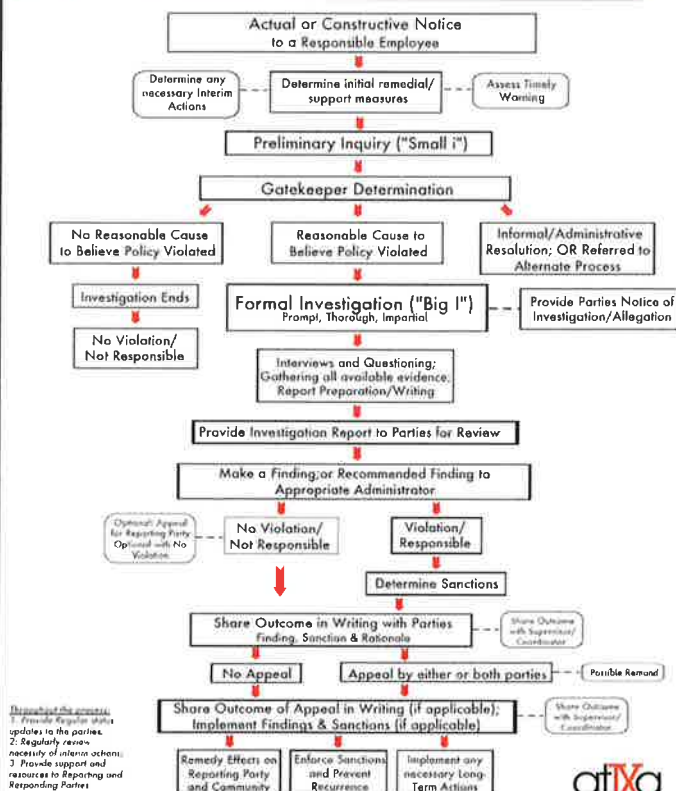 Actual or Constructive Notice
to a Responsible Employee
Determine any
necessary Interim
Actions
Determine initial remedial/
support measures
Assess Timely
Warning
Preliminary Inquiry ("Small i")
Gatekeeper Determination
No Reasonable Cause
to Believe Policy Violated
Reasonable Cause to
Believe Policy Violated
Informal/Administrative
Resolution; OR Referred to
Alternate Process
Investigation Ends
Formal Investigation ("Big I")
Prompt, Thorough, Impartial
Provide Parties Notice of
Investigation/Allegation
No Violation/
Not Responsible
Interviews and Questioning;
Gathering all available evidence;
Report Preparation/Writing
Provide Investigation Report to Parties for Review
Make a Finding;or Recommended Finding to
Appropriate Administrator
Optional: Appeal
for Reporting Party
Optional with No
Violation
No Violation/
Not Responsible
Violation/
Responsible
Determine Sanctions
Share Outcome in Writing with Parties
Finding, Sanction & Rationale
Share Outcome
with Supervisor/
Coordinator
No Appeal
Appeal by either or both parties
Possible Remand
Throughout the process:
1. Provide Regular status
updates to the parties.
2: Regularly review
necessity of interim actions;
3 Provide support and
resources to Reporting and
Responding Parties
Share Outcome of Appeal in Writing (if applicable);
Implement Findings & Sanctions (if applicable)
Share Outcome
with Supervisor/
Coordinator
Remedy Effects on
Reporting Party
and Community
Enforce Sanctions
and Prevent
Recurrence
Implement any
necessary Long-
Term Actions
atIXa